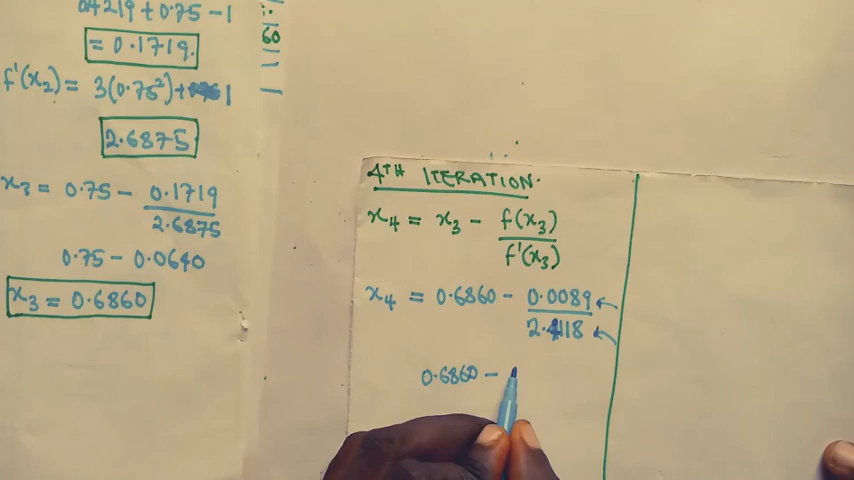 0.4219 + 0.75 - 1
= 0.1719.
f'(x₂) = 3(0.75²) + 1
2.6875
x₃ = 0.75 - 0.1719
2.6875
0.75 - 0.0640
x₃ = 0.6860
60
4TH ITERATION.
x₄ = x₃ - f(x₃)
f'(x₃)
x₄ = 0.6860 - 0.0089
2.4118
0.6860 -